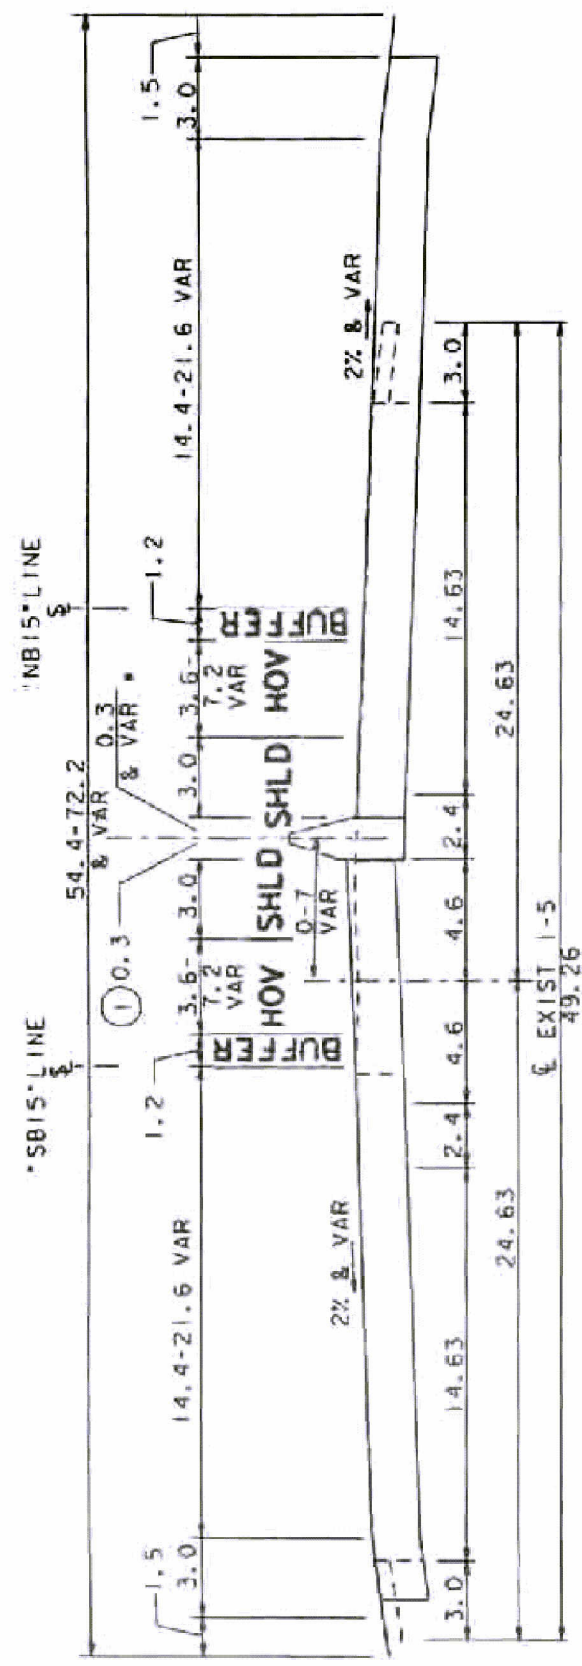 "SB15" LINE
"NB15" LINE
℄
℄
54.4-72.2
& VAR
① 0.3
0.3
& VAR *
1.5
3.0
14.4-21.6 VAR
1.2
3.6-
7.2
VAR
3.0
3.0
3.6-
7.2
VAR
1.2
14.4-21.6 VAR
3.0
1.5
BUFFER
HOV
SHLD
SHLD
HOV
BUFFER
0-7
VAR
2% & VAR
2% & VAR
3.0
14.63
2.4
4.6
4.6
2.4
14.63
3.0
24.63
24.63
℄ EXIST I-5
49.26